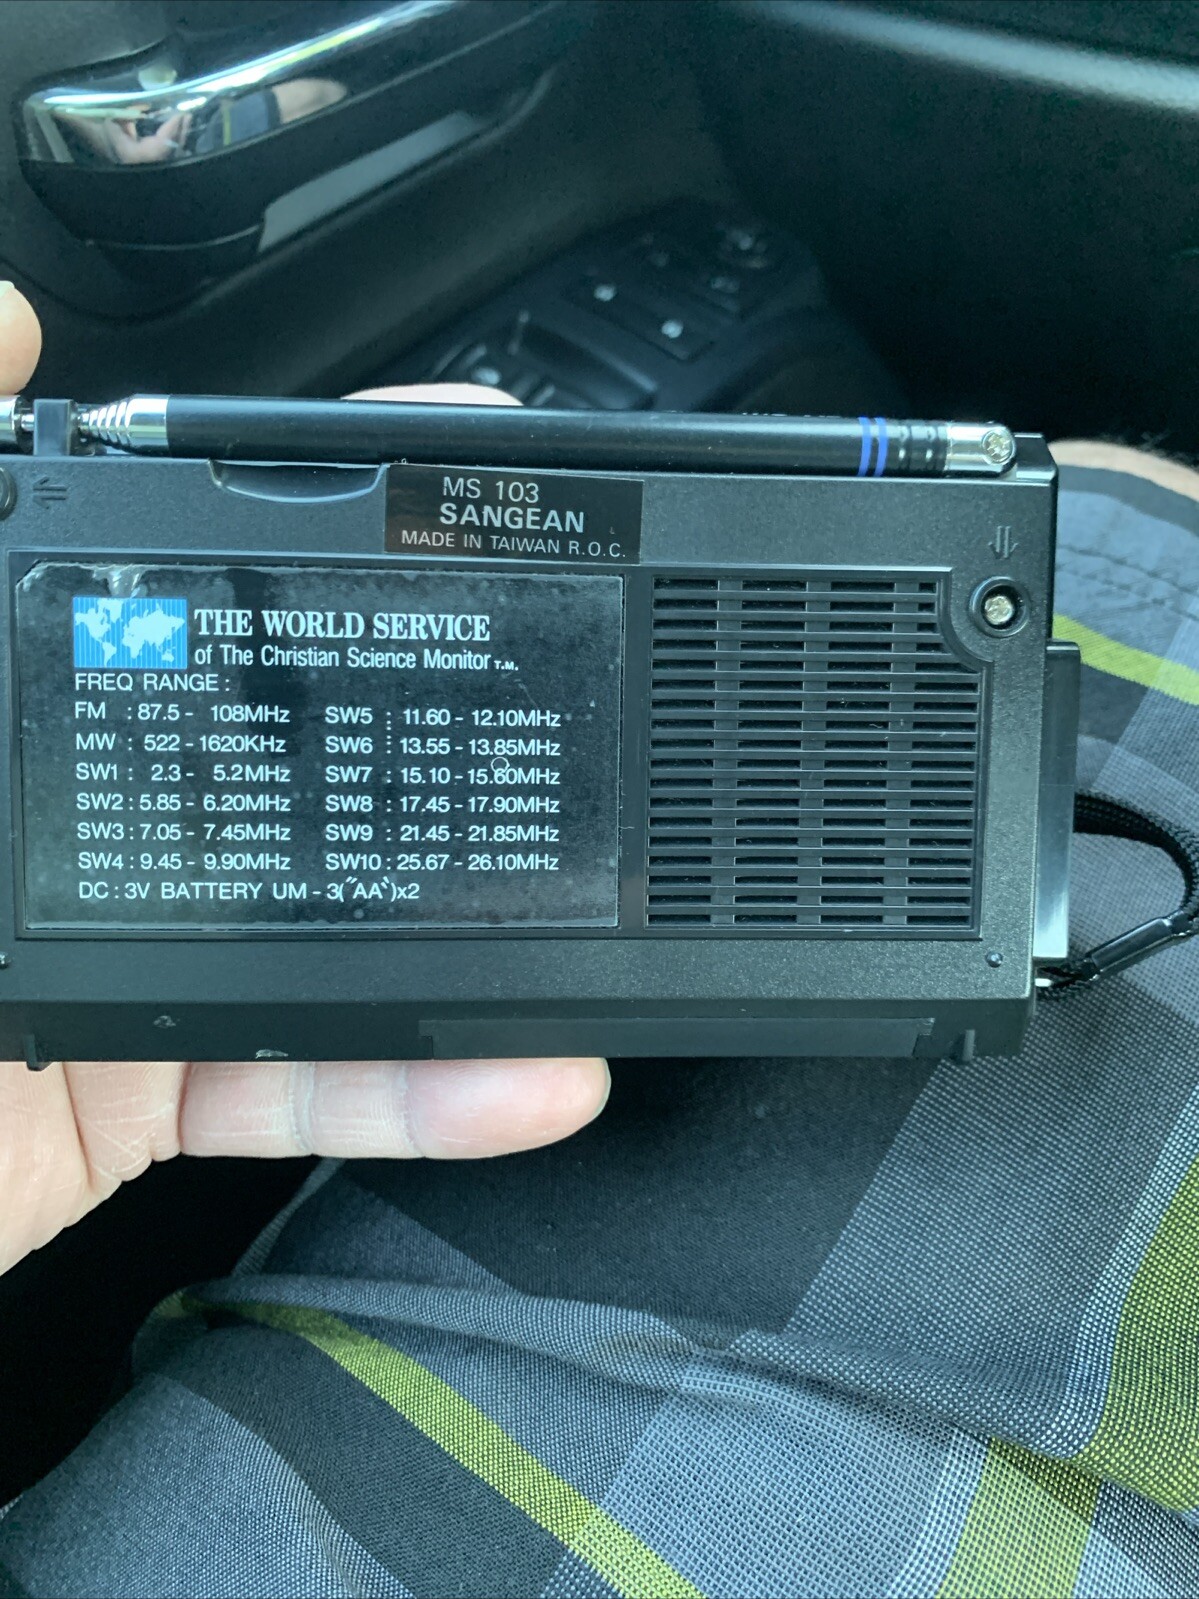 MS 103
SANGEAN
MADE IN TAIWAN R.O.C.
THE WORLD SERVICE
of The Christian Science Monitor T.M.
FREQ RANGE :
FM : 87.5 - 108MHz SW5 : 11.60 - 12.10MHz
MW : 522 - 1620KHz SW6 : 13.55 - 13.85MHz
SW1 : 2.3 - 5.2MHz SW7 : 15.10 - 15.60MHz
SW2 : 5.85 - 6.20MHz SW8 : 17.45 - 17.90MHz
SW3 : 7.05 - 7.45MHz SW9 : 21.45 - 21.85MHz
SW4 : 9.45 - 9.90MHz SW10 : 25.67 - 26.10MHz
DC : 3V BATTERY UM - 3(″AA‶)x2